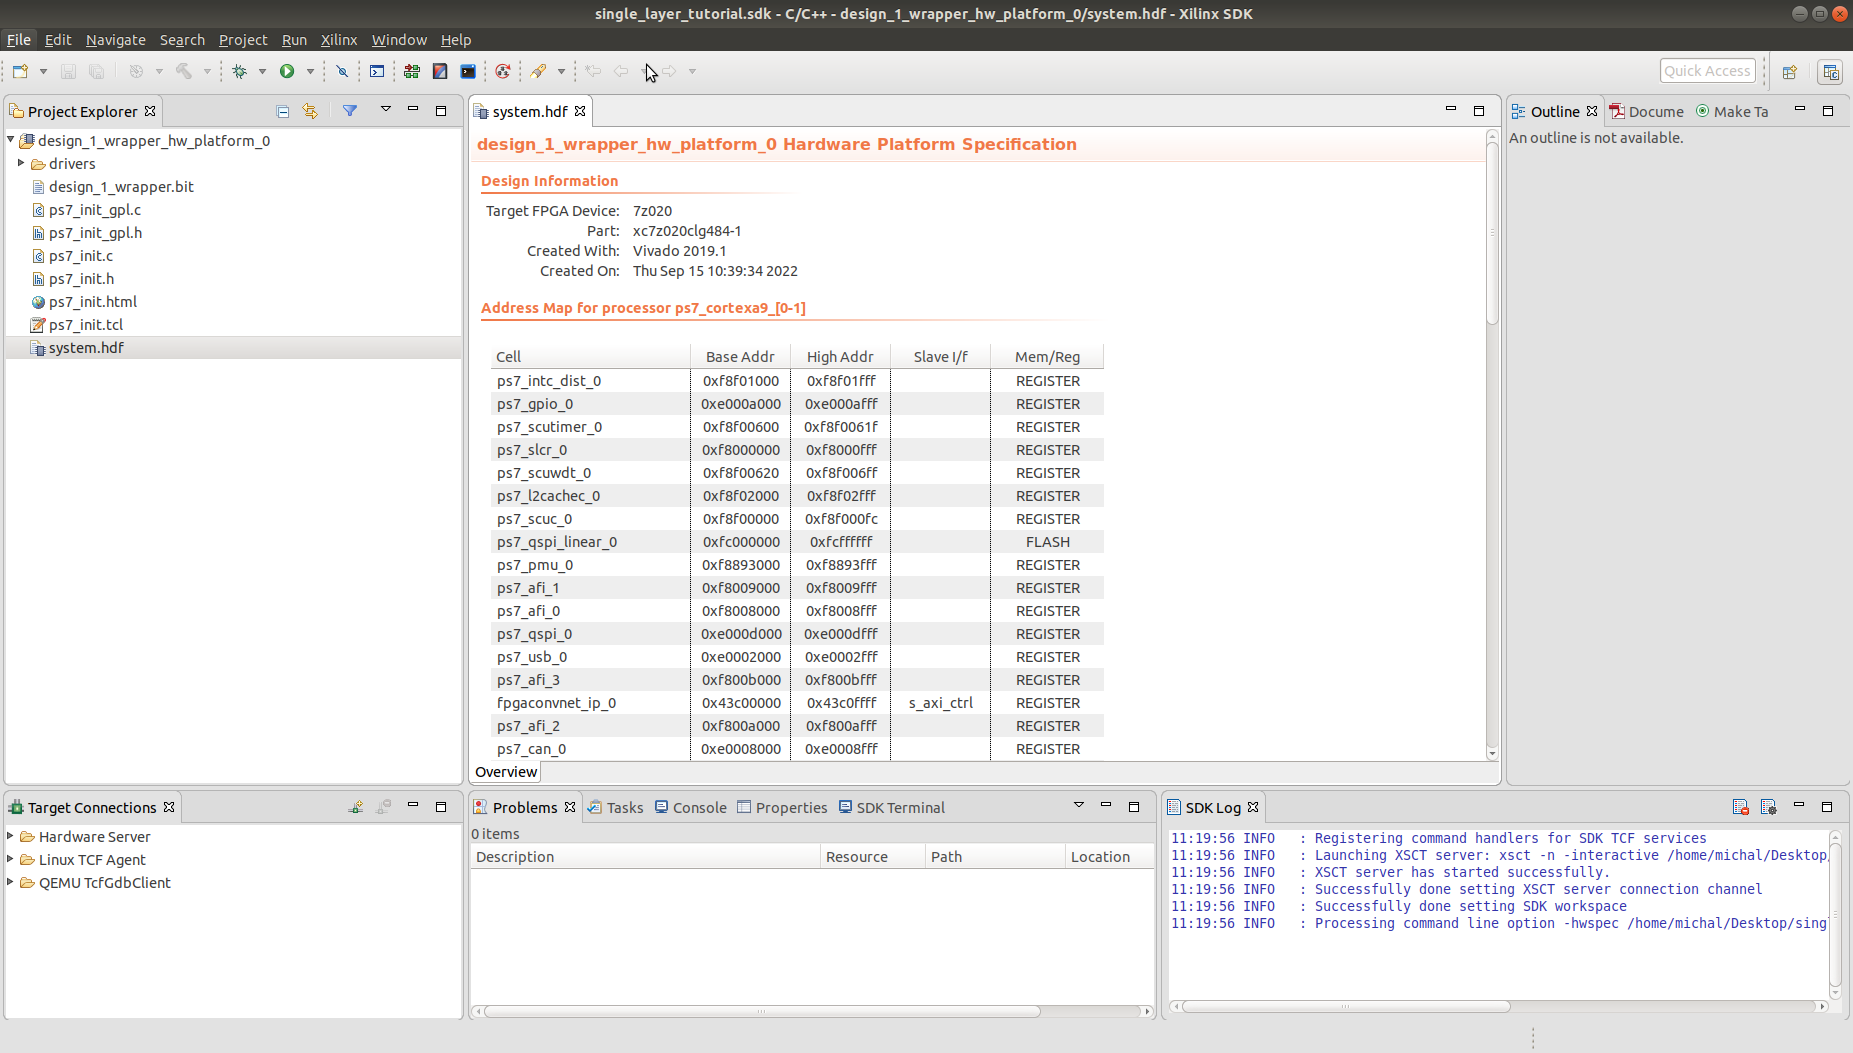 single_layer_tutorial.sdk - C/C++ - design_1_wrapper_hw_platform_0/system.hdf - Xilinx SDK
File Edit Navigate Search Project Run Xilinx Window Help
Quick Access
Project Explorer
design_1_wrapper_hw_platform_0
drivers
design_1_wrapper.bit
ps7_init_gpl.c
ps7_init_gpl.h
ps7_init.c
ps7_init.h
ps7_init.html
ps7_init.tcl
system.hdf
system.hdf
design_1_wrapper_hw_platform_0 Hardware Platform Specification
Design Information
Target FPGA Device: 7z020
Part: xc7z020clg484-1
Created With: Vivado 2019.1
Created On: Thu Sep 15 10:39:34 2022
Address Map for processor ps7_cortexa9_[0-1]
Cell Base Addr High Addr Slave I/f Mem/Reg
ps7_intc_dist_0 0xf8f01000 0xf8f01fff REGISTER
ps7_gpio_0 0xe000a000 0xe000afff REGISTER
ps7_scutimer_0 0xf8f00600 0xf8f0061f REGISTER
ps7_slcr_0 0xf8000000 0xf8000fff REGISTER
ps7_scuwdt_0 0xf8f00620 0xf8f006ff REGISTER
ps7_l2cachec_0 0xf8f02000 0xf8f02fff REGISTER
ps7_scuc_0 0xf8f00000 0xf8f000fc REGISTER
ps7_qspi_linear_0 0xfc000000 0xfcffffff FLASH
ps7_pmu_0 0xf8893000 0xf8893fff REGISTER
ps7_afi_1 0xf8009000 0xf8009fff REGISTER
ps7_afi_0 0xf8008000 0xf8008fff REGISTER
ps7_qspi_0 0xe000d000 0xe000dfff REGISTER
ps7_usb_0 0xe0002000 0xe0002fff REGISTER
ps7_afi_3 0xf800b000 0xf800bfff REGISTER
fpgaconvnet_ip_0 0x43c00000 0x43c0ffff s_axi_ctrl REGISTER
ps7_afi_2 0xf800a000 0xf800afff REGISTER
ps7_can_0 0xe0008000 0xe0008fff REGISTER
Overview
Outline Docume Make Ta
An outline is not available.
Target Connections
Hardware Server
Linux TCF Agent
QEMU TcfGdbClient
Problems Tasks Console Properties SDK Terminal
0 items
Description Resource Path Location
SDK Log
11:19:56 INFO : Registering command handlers for SDK TCF services
11:19:56 INFO : Launching XSCT server: xsct -n -interactive /home/michal/Desktop/
11:19:56 INFO : XSCT server has started successfully.
11:19:56 INFO : Successfully done setting XSCT server connection channel
11:19:56 INFO : Successfully done setting SDK workspace
11:19:56 INFO : Processing command line option -hwspec /home/michal/Desktop/sing